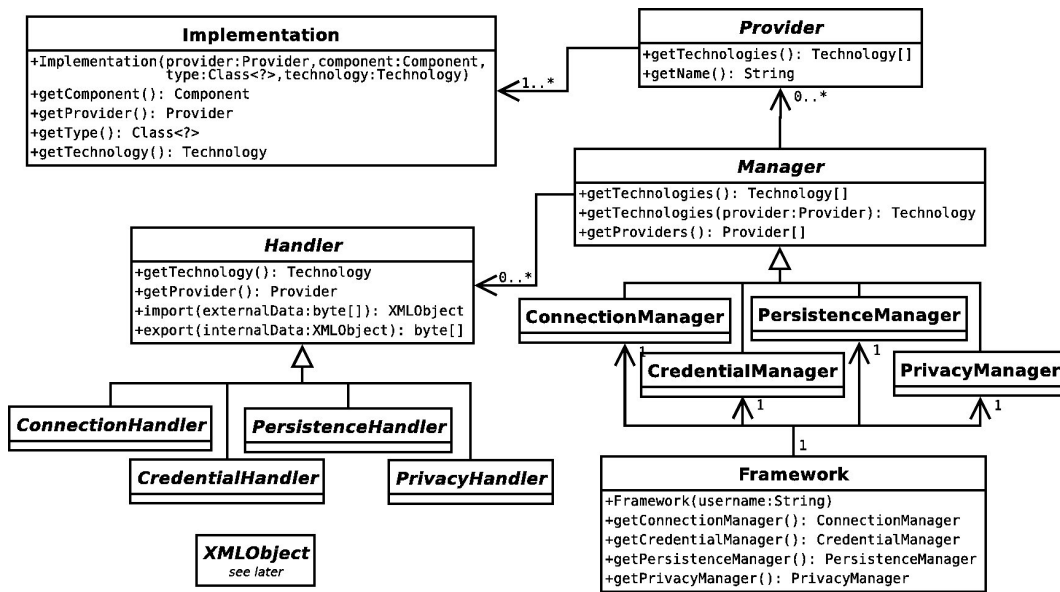 Implementation
+Implementation(provider:Provider,component:Component,
type:Class<?>,technology:Technology)
+getComponent(): Component
+getProvider(): Provider
+getType(): Class<?>
+getTechnology(): Technology
Provider
+getTechnologies(): Technology[]
+getName(): String
1..*
0..*
Manager
+getTechnologies(): Technology[]
+getTechnologies(provider:Provider): Technology
+getProviders(): Provider[]
Handler
+getTechnology(): Technology
+getProvider(): Provider
+import(externalData:byte[]): XMLObject
+export(internalData:XMLObject): byte[]
0..*
ConnectionManager
PersistenceManager
1
1
CredentialManager
PrivacyManager
1
1
ConnectionHandler
PersistenceHandler
CredentialHandler
PrivacyHandler
1
Framework
+Framework(username:String)
+getConnectionManager(): ConnectionManager
+getCredentialManager(): CredentialManager
+getPersistenceManager(): PersistenceManager
+getPrivacyManager(): PrivacyManager
XMLObject
see later